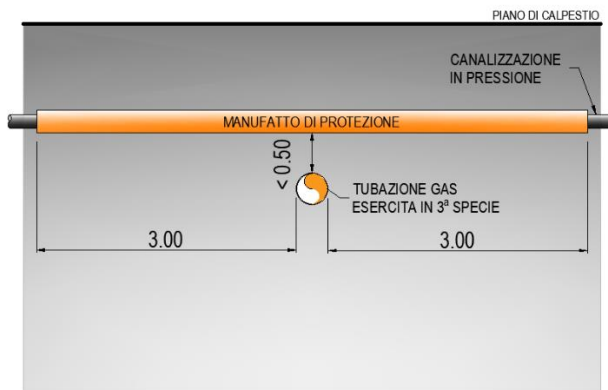 PIANO DI CALPESTIO
CANALIZZAZIONE
IN PRESSIONE
MANUFATTO DI PROTEZIONE
< 0.50
TUBAZIONE GAS
ESERCITA IN 3ª SPECIE
3.00
3.00